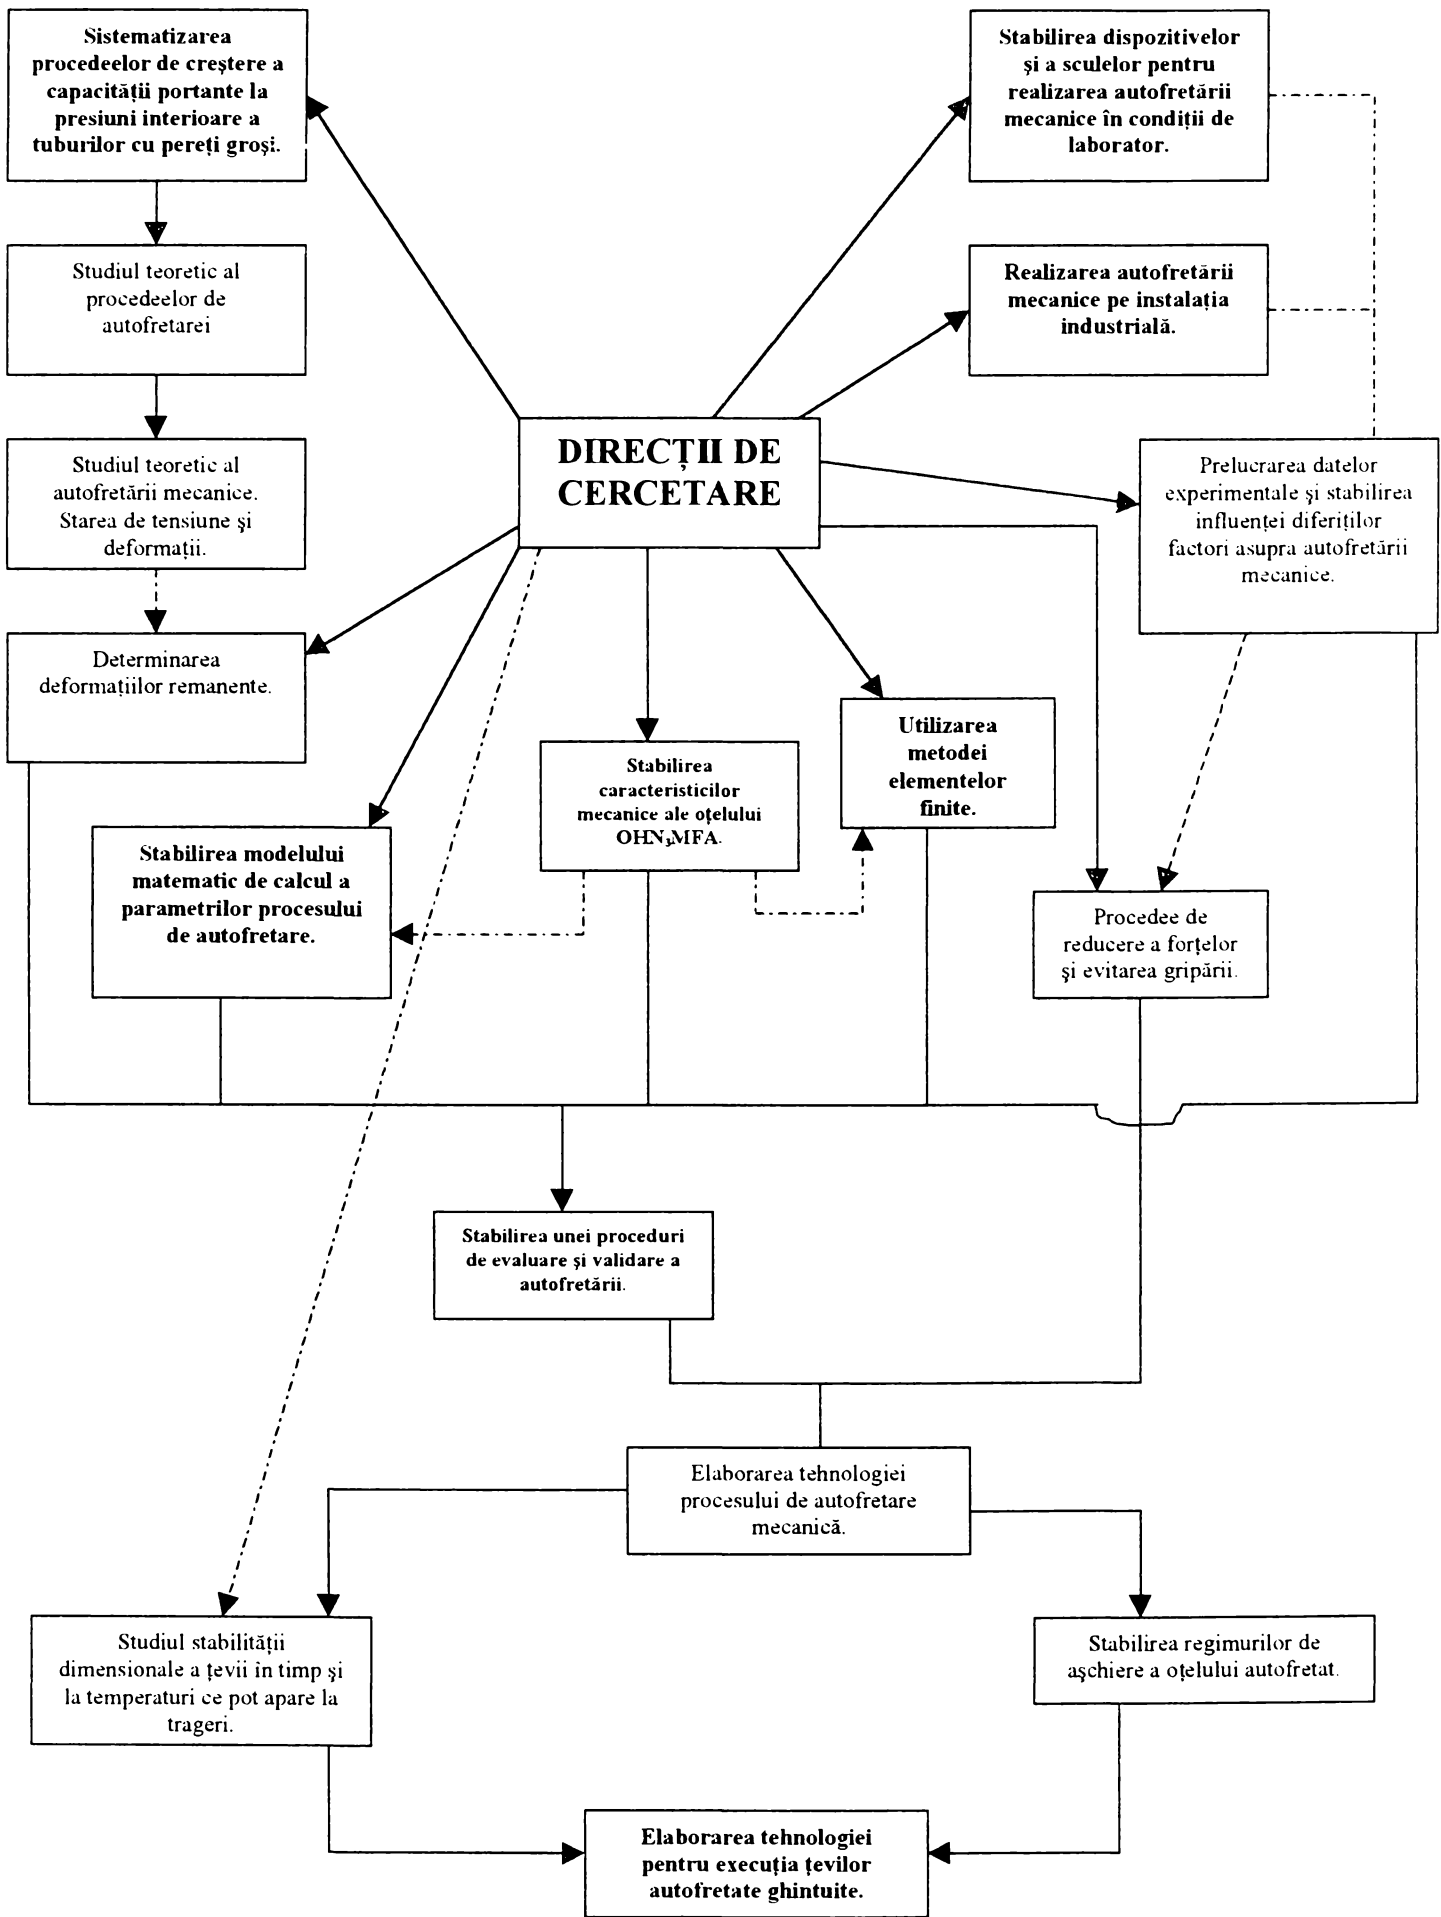 Sistematizarea
procedeelor de creştere a
capacităţii portante la
presiuni interioare a
tuburilor cu pereţi groşi.
Stabilirea dispozitivelor
şi a sculelor pentru
realizarea autofretării
mecanice în condiţii de
laborator.
Studiul teoretic al
procedeelor de
autofretarei
Realizarea autofretării
mecanice pe instalaţia
industrială.
DIRECŢII DE
CERCETARE
Studiul teoretic al
autofretării mecanice.
Starea de tensiune şi
deformaţii.
Prelucrarea datelor
experimentale şi stabilirea
influenţei diferiţilor
factori asupra autofretării
mecanice.
Determinarea
deformaţiilor remanente.
Utilizarea
metodei
elementelor
finite.
Stabilirea
caracteristicilor
mecanice ale oţelului
OHN₃MFA.
Stabilirea modelului
matematic de calcul a
parametrilor procesului
de autofretare.
Procedee de
reducere a forţelor
şi evitarea gripării.
Stabilirea unei proceduri
de evaluare şi validare a
autofretării.
Elaborarea tehnologiei
procesului de autofretare
mecanică.
Studiul stabilităţii
dimensionale a ţevii în timp şi
la temperaturi ce pot apare la
trageri.
Stabilirea regimurilor de
aşchiere a oţelului autofretat.
Elaborarea tehnologiei
pentru execuţia ţevilor
autofretate ghintuite.